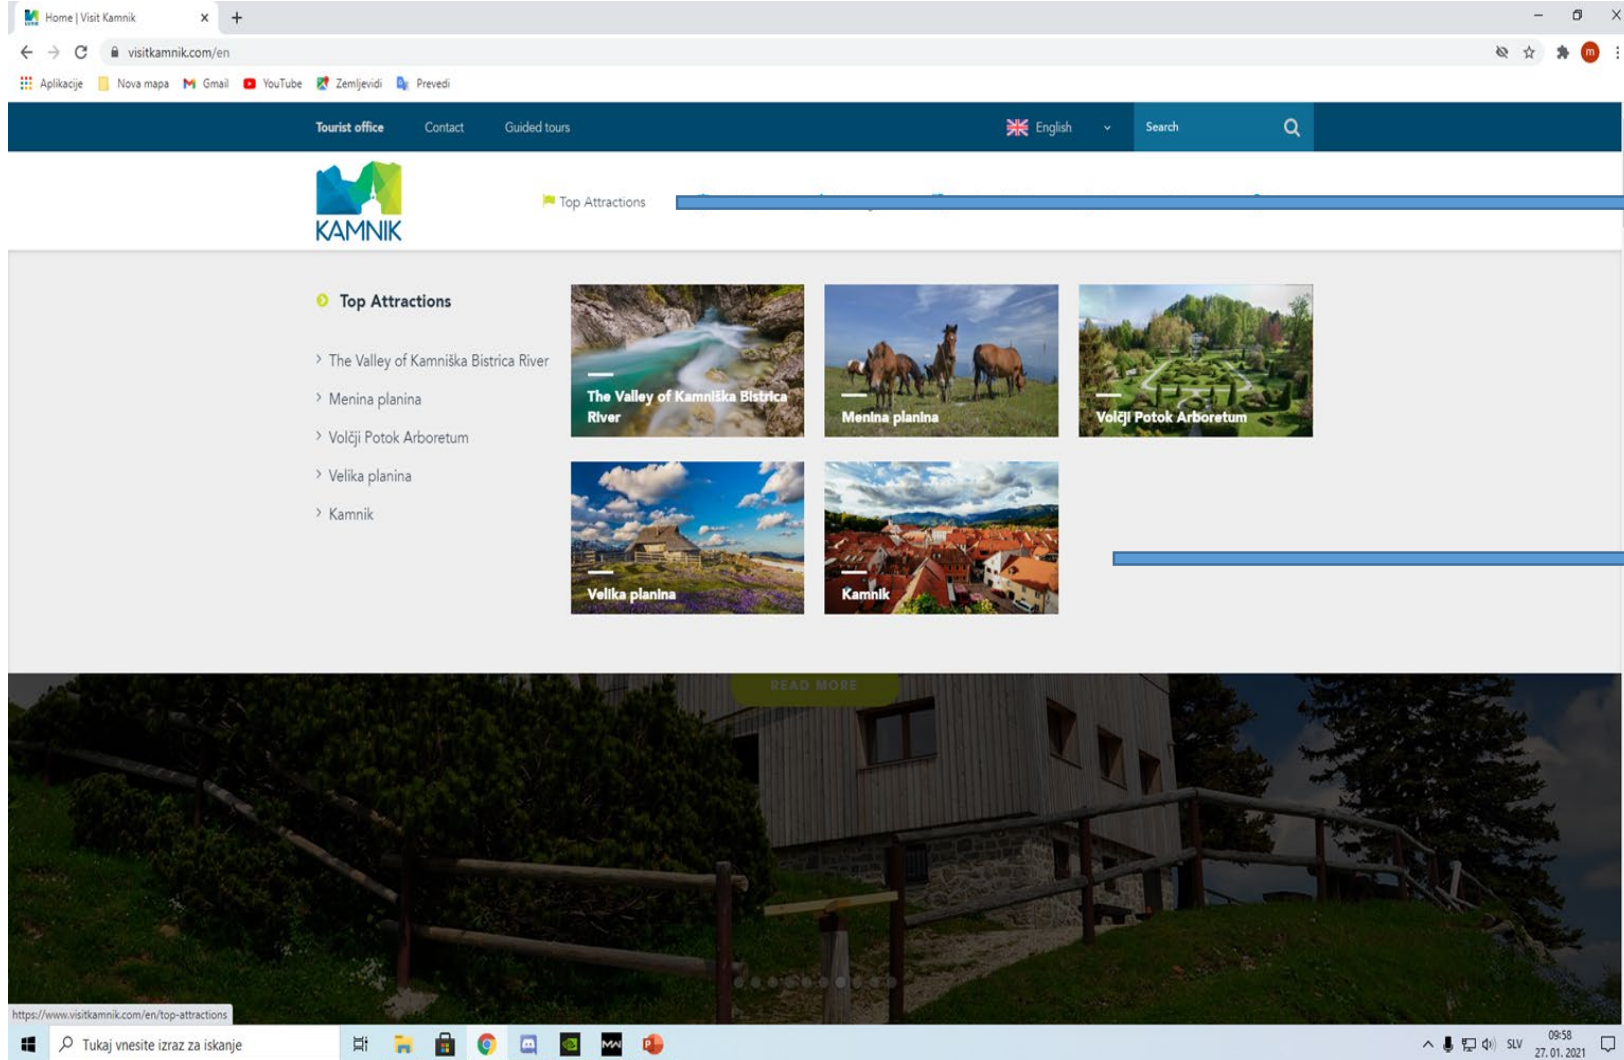 Home | Visit Kamnik
visitkamnik.com/en
m
Aplikacije Nova mapa Gmail YouTube Zemljevidi Prevedi
Tourist office Contact Guided tours English Search
KAMNIK
Top Attractions
Top Attractions
The Valley of Kamniška Bistrica River
Menina planina
Volčji Potok Arboretum
Velika planina
Kamnik
The Valley of Kamniška Bistrica
River
Menina planina
Volčji Potok Arboretum
Velika planina
Kamnik
READ MORE
https://www.visitkamnik.com/en/top-attractions
Tukaj vnesite izraz za iskanje
SLV
09:58
27. 01. 2021